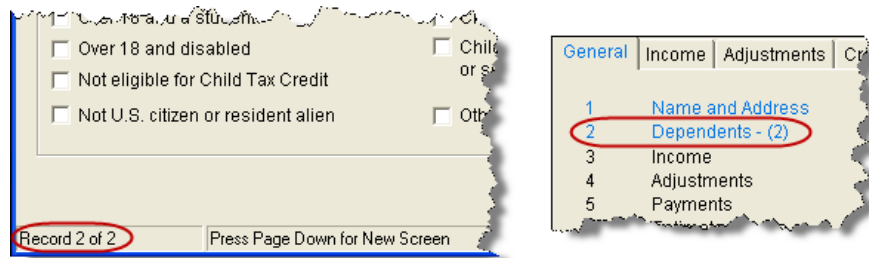 Over 18 and disabled
Not eligible for Child Tax Credit
Not U.S. citizen or resident alien
Record 2 of 2
Press Page Down for New Screen
General Income Adjustments
1 Name and Address
2 Dependents - (2)
3 Income
4 Adjustments
5 Payments